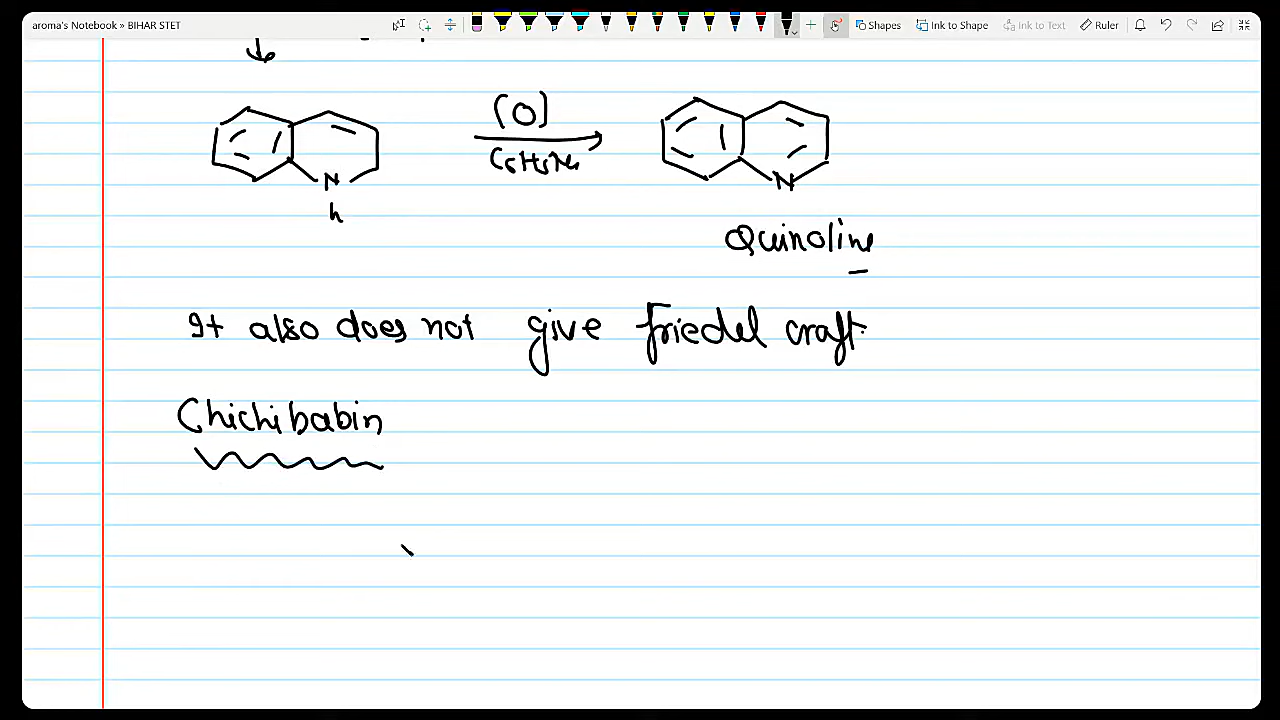 aroma's Notebook » BIHAR STET
Shapes Ink to Shape Ink to Text Ruler
[O]
N
h
N
Quinoline
It also does not give friedel craft
Chichibabin